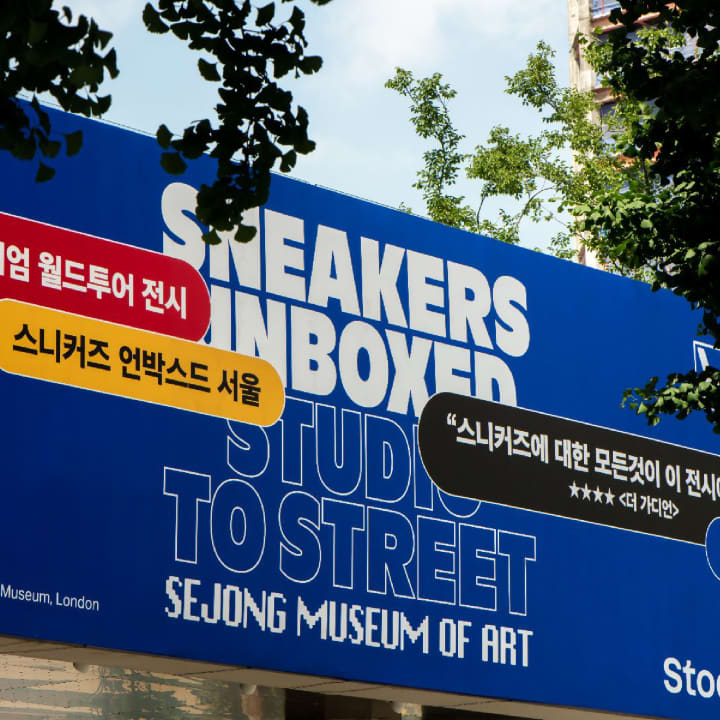 SNEAKERS
UNBOXED
STUDIO
TO STREET
SEJONG MUSEUM OF ART
월드투어 전시
스니커즈 언박스드 서울
“스니커즈에 대한 모든것이 이 전시
★★★★ <더 가디언>
Museum, London